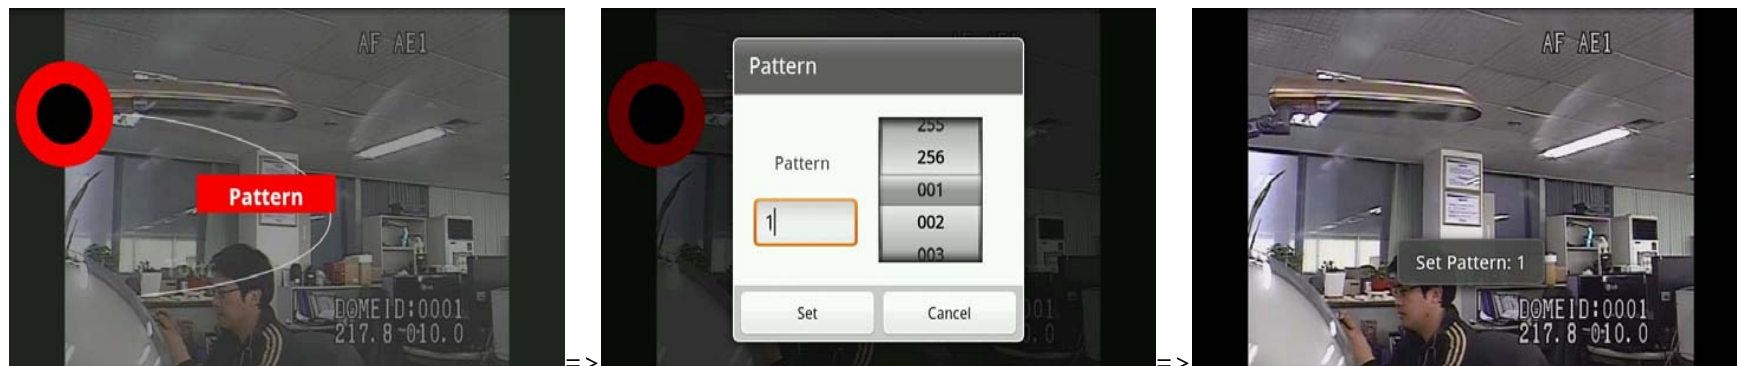 AF AE1
Pattern
DOMEID:0001
217.8-010.0
=>
Pattern
Pattern
1
255
256
001
002
003
Set
Cancel
=>
AF AE1
Set Pattern: 1
DOMEID:0001
217.8-010.0